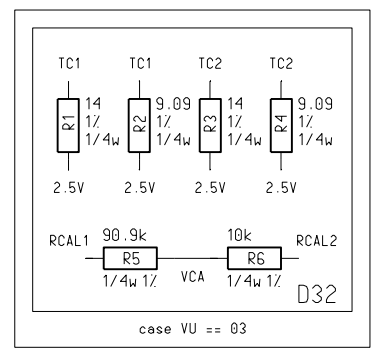 TC1 TC1 TC2 TC2
14 9.09 14 9.09
R1 1% R2 1% R3 1% R4 1%
1/4w 1/4w 1/4w 1/4w
2.5V 2.5V 2.5V 2.5V
90.9k 10k
RCAL1 R5 R6 RCAL2
1/4w 1% VCA 1/4w 1%
D32
case VU == 03